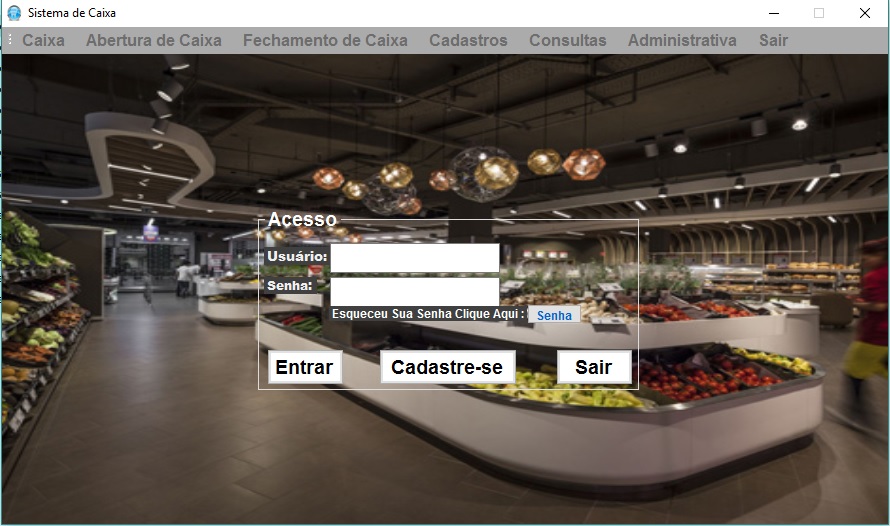 Sistema de Caixa
Caixa Abertura de Caixa Fechamento de Caixa Cadastros Consultas Administrativa Sair
Acesso
Usuário:
Senha:
Esqueceu Sua Senha Clique Aqui : Senha
Entrar Cadastre-se Sair